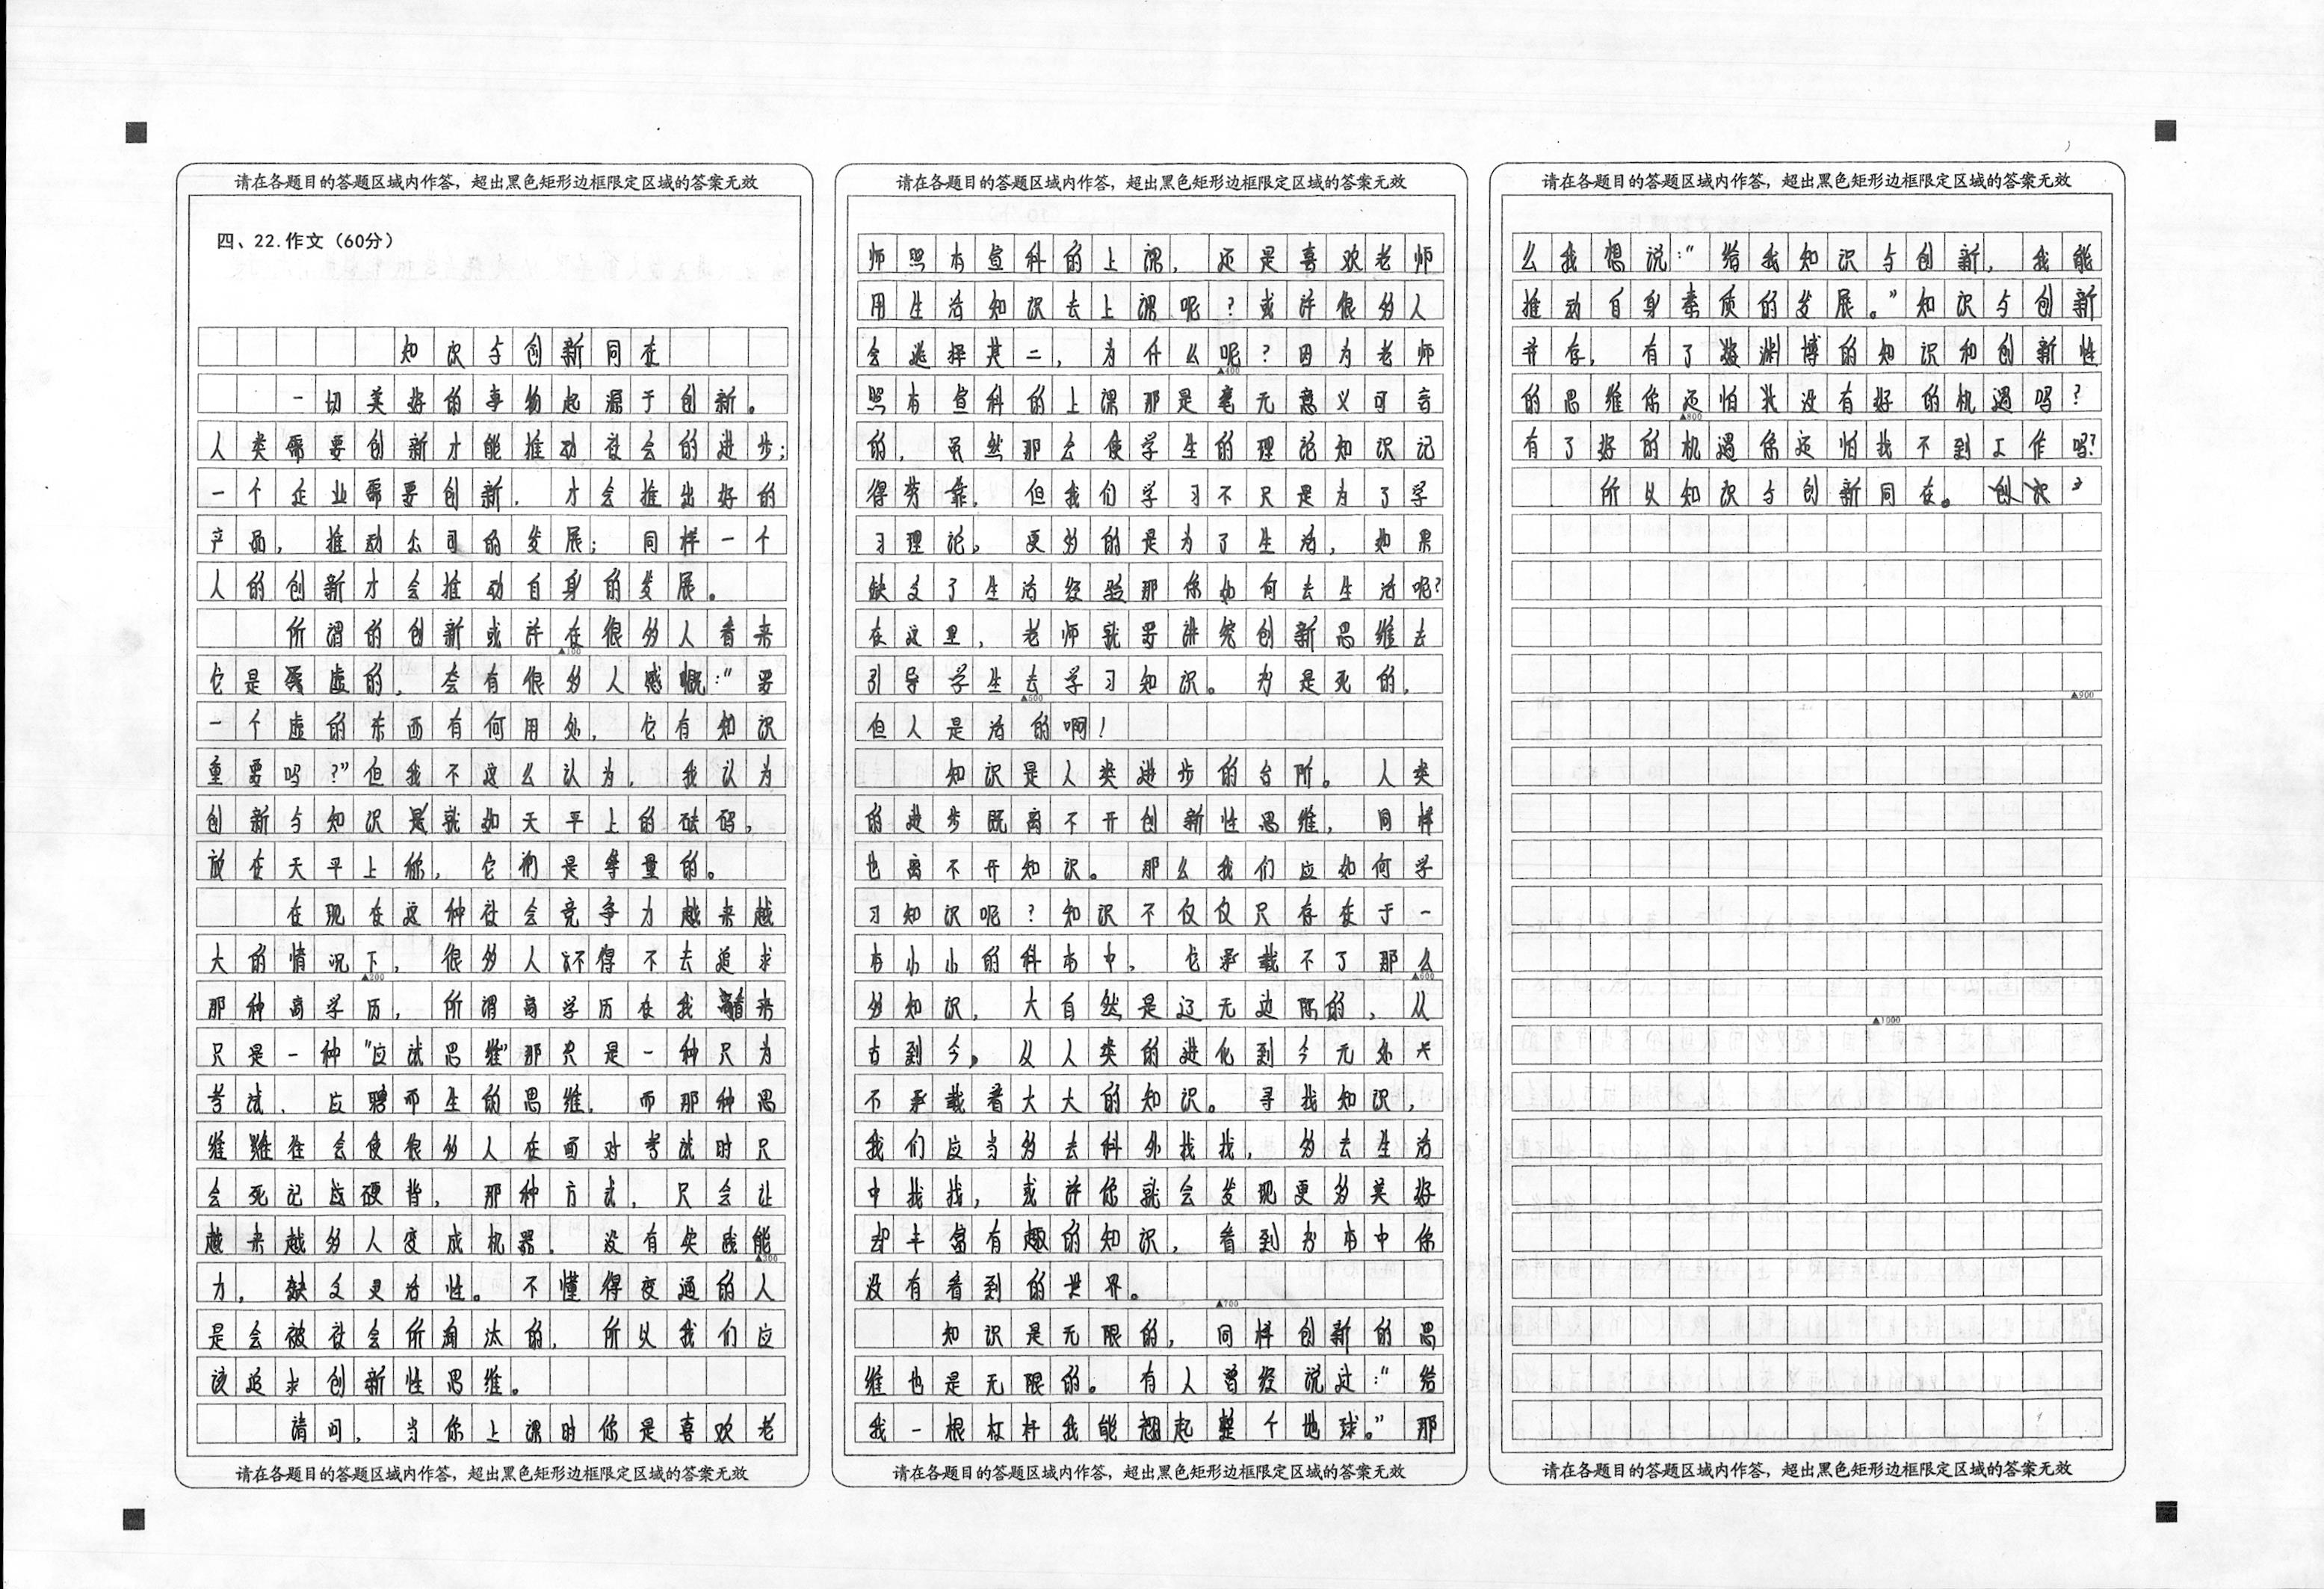 请在各题目的答题区域内作答，超出黑色矩形边框限定区域的答案无效
四、22.作文（60分）
知识与创新同在
一切美好的事物起源于创新。
人类需要创新才能推动社会的进步；
一个企业需要创新，才会推出好的
产品，推动公司的发展；同样一个
人的创新才会推动自身的发展。
所谓的创新或许在很多人看来
▲100
它是虚的，会有很多人感慨：“要
一个虚的东西有何用处，它有知识
重要吗？”但我不这么认为，我认为
创新与知识就如天平上的砝码，
放在天平上称，它们是等量的。
在现在这种社会竞争力越来越
大的情况下，很多人不得不去追求
▲200
那种高学历，所谓高学历在我看来
只是一种“应试思维”那只是一种只为
考试、应聘而生的思维，而那种思
维往会使很多人在面对考试时只
会死记硬背，那种方式，只会让
越来越多人变成机器，没有实践能
▲300
力，缺乏灵活性。不懂得变通的人
是会被社会所淘汰的，所以我们应
该追求创新性思维。
请问，当你上课时你是喜欢老
请在各题目的答题区域内作答，超出黑色矩形边框限定区域的答案无效
请在各题目的答题区域内作答，超出黑色矩形边框限定区域的答案无效
师照本宣科的上课，还是喜欢老师
用生活知识去上课呢？或许很多人
会选择其二，为什么呢？因为老师
▲400
照本宣科的上课那是毫无意义可言
的，虽然那会使学生的理论知识记
得劳靠，但我们学习不只是为了学
习理论，更多的是为了生活，如果
缺乏了生活经验那你如何去生活呢？
在这里，老师就要讲究创新思维去
引导学生去学习知识。书是死的，
▲500
但人是活的啊！
知识是人类进步的台阶。人类
的进步既离不开创新性思维，同样
也离不开知识。那么我们应如何学
习知识呢？知识不仅仅只存在于一
本小小的科本中，它承载不了那么
▲600
多知识，大自然是辽无边际的，从
古到今，从人类的进化到今无处
不承载着大大的知识。寻找知识，
我们应当多去科外找找，多去生活
中找找，或许你就会发现更多美好
却丰富有趣的知识，看到书本中你
没有看到的世界。
▲700
知识是无限的，同样创新的思
维也是无限的。有人曾经说过：“给
我一根杠杆我能翘起整个地球。”那
请在各题目的答题区域内作答，超出黑色矩形边框限定区域的答案无效
请在各题目的答题区域内作答，超出黑色矩形边框限定区域的答案无效
么我想说：“给我知识与创新，我能
推动自身素质的发展。”知识与创新
并存，有了渊博的知识和创新性
的思维你还怕找没有好的机遇吗？
▲800
有了好的机遇你还怕找不到工作吗？
所以知识与创新同在。
▲900
▲1000
请在各题目的答题区域内作答，超出黑色矩形边框限定区域的答案无效